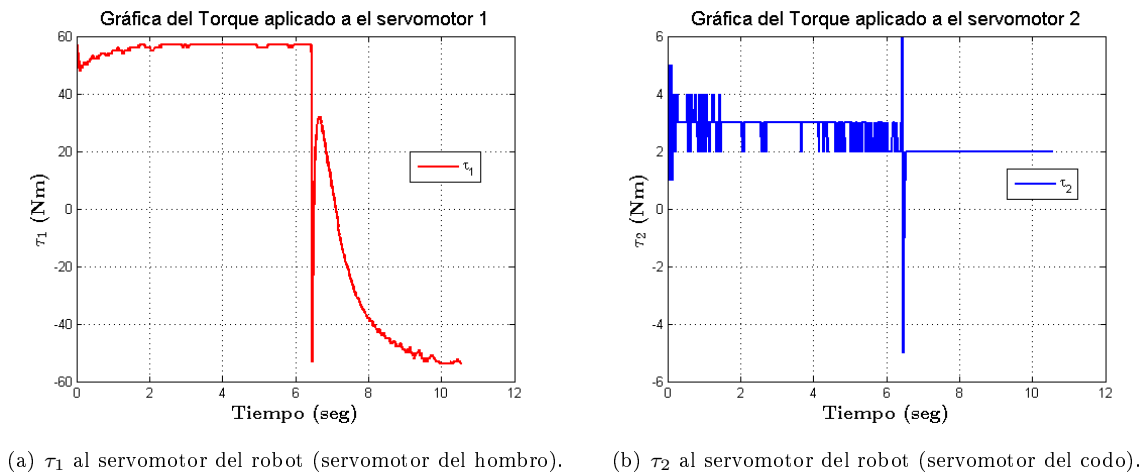 Gráfica del Torque aplicado a el servomotor 1
60
40
20
0
-20
-40
-60
τ1 (Nm)
τ1
0 2 4 6 8 10 12
Tiempo (seg)
(a) τ1 al servomotor del robot (servomotor del hombro).
Gráfica del Torque aplicado a el servomotor 2
6
4
2
0
-2
-4
-6
τ2 (Nm)
τ2
0 2 4 6 8 10 12
Tiempo (seg)
(b) τ2 al servomotor del robot (servomotor del codo).